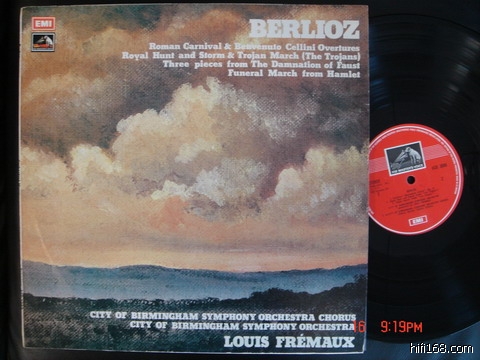 EMI
BERLIOZ
Roman Carnival & Benvenuto Cellini Overtures
Royal Hunt and Storm & Trojan March (The Trojans)
Three pieces from The Damnation of Faust
Funeral March from Hamlet
CITY OF BIRMINGHAM SYMPHONY ORCHESTRA CHORUS
CITY OF BIRMINGHAM SYMPHONY ORCHESTRA
LOUIS FRÉMAUX
EMI
16 9:19PM
hifi168.com